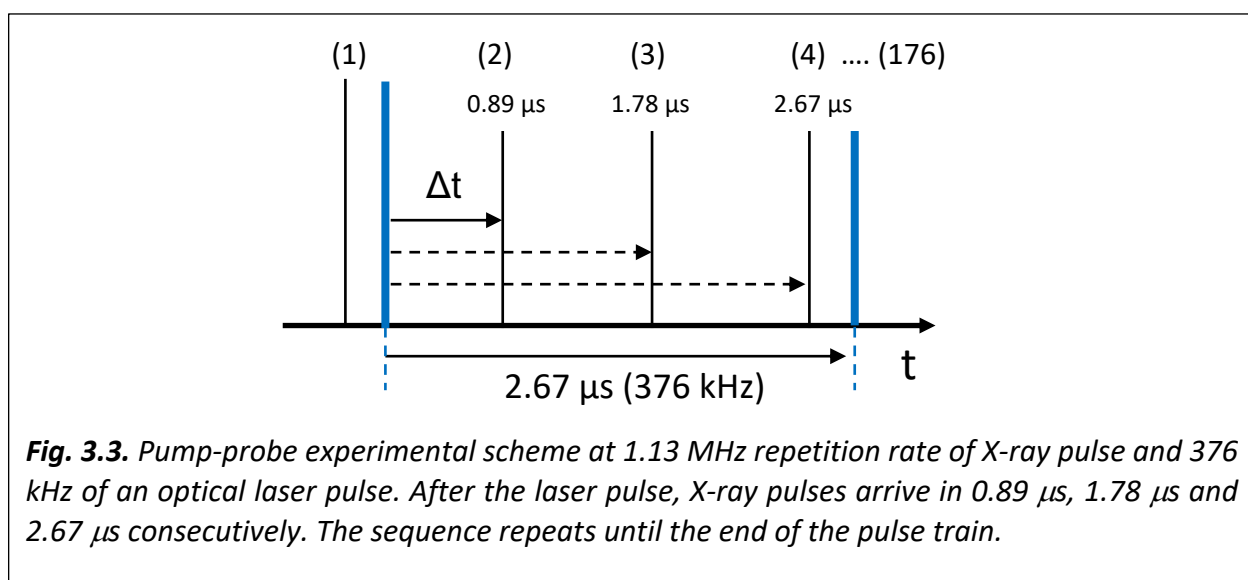 (1) (2) (3) (4) .... (176)
0.89 µs 1.78 µs 2.67 µs
Δt
t
2.67 µs (376 kHz)
Fig. 3.3. Pump-probe experimental scheme at 1.13 MHz repetition rate of X-ray pulse and 376
kHz of an optical laser pulse. After the laser pulse, X-ray pulses arrive in 0.89 µs, 1.78 µs and
2.67 µs consecutively. The sequence repeats until the end of the pulse train.